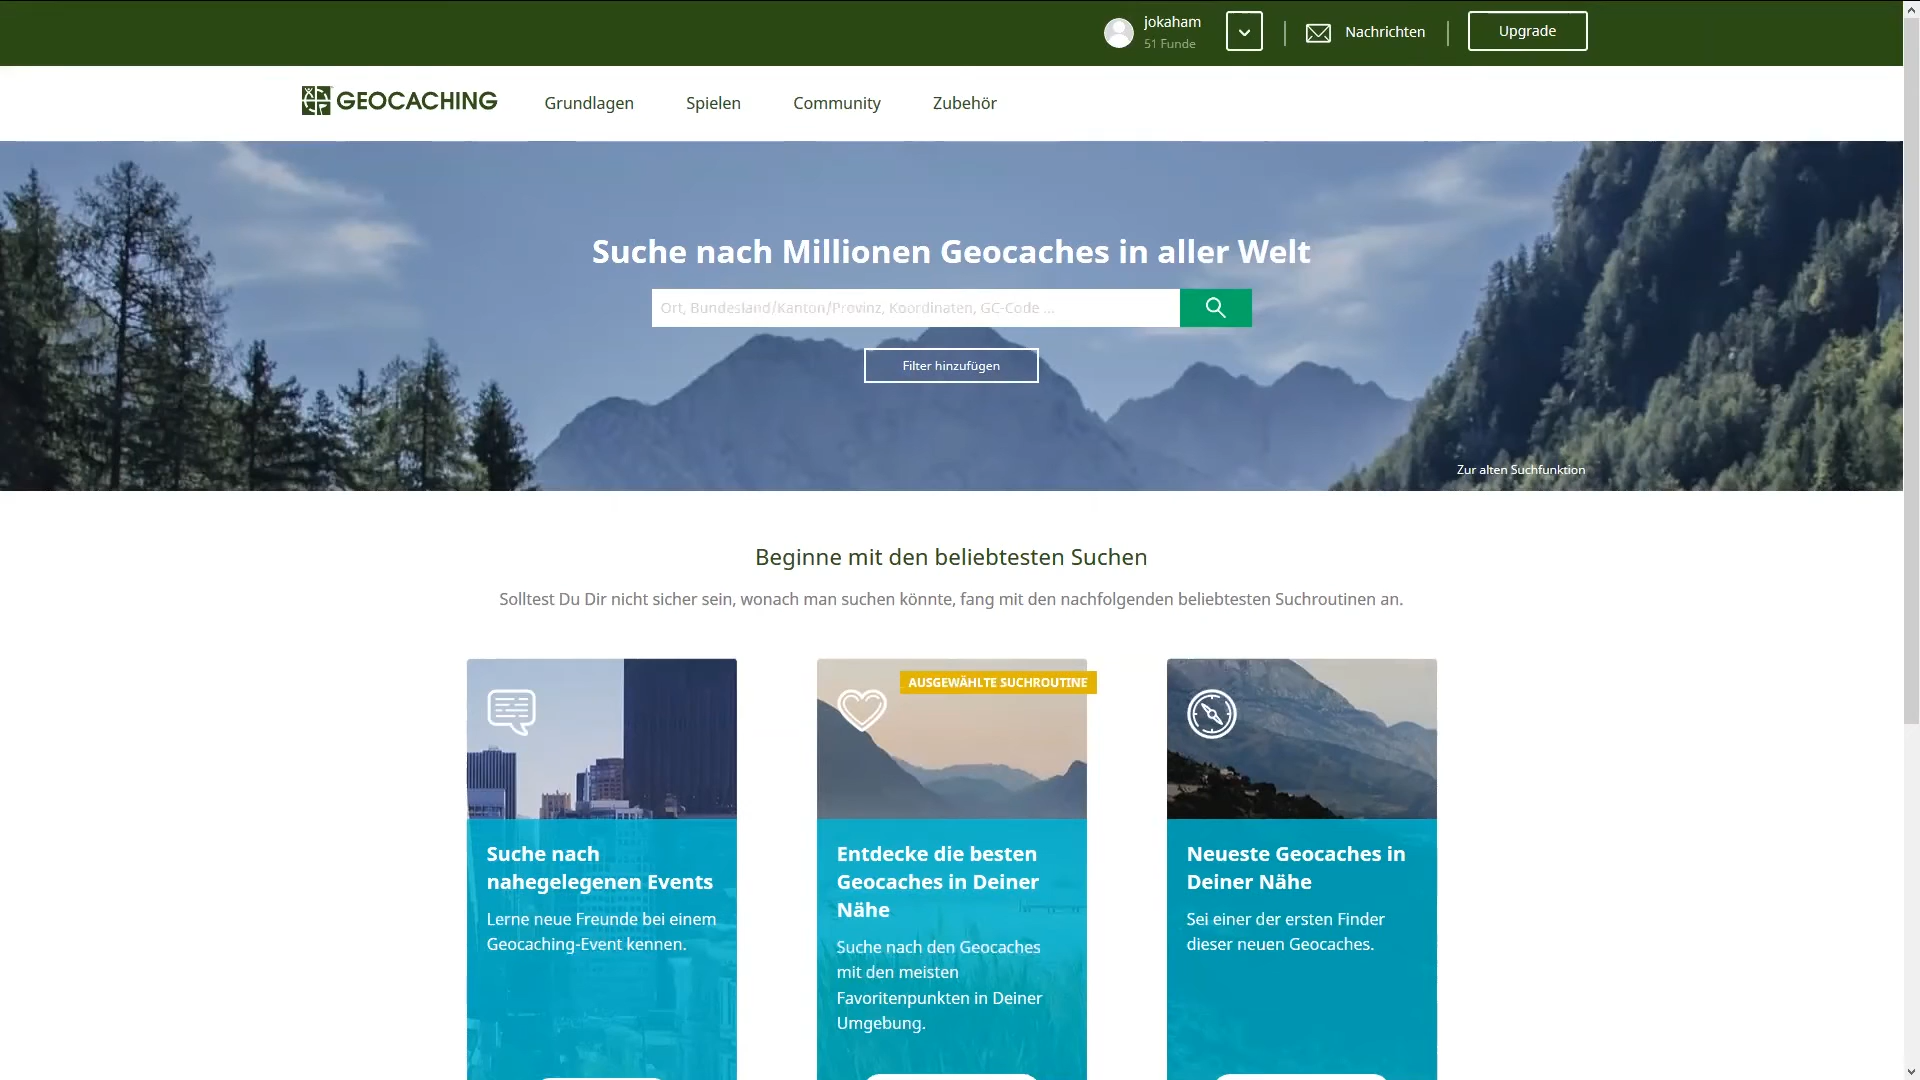 jokaham
51 Funde
Nachrichten
Upgrade
GEOCACHING
Grundlagen
Spielen
Community
Zubehör
Suche nach Millionen Geocaches in aller Welt
Ort, Bundesland/Kanton/Provinz, Koordinaten, GC-Code ...
Filter hinzufügen
Zur alten Suchfunktion
Beginne mit den beliebtesten Suchen
Solltest Du Dir nicht sicher sein, wonach man suchen könnte, fang mit den nachfolgenden beliebtesten Suchroutinen an.
Suche nach
nahegelegenen Events
Lerne neue Freunde bei einem
Geocaching-Event kennen.
AUSGEWÄHLTE SUCHROUTINE
Entdecke die besten
Geocaches in Deiner
Nähe
Suche nach den Geocaches
mit den meisten
Favoritenpunkten in Deiner
Umgebung.
Neueste Geocaches in
Deiner Nähe
Sei einer der ersten Finder
dieser neuen Geocaches.